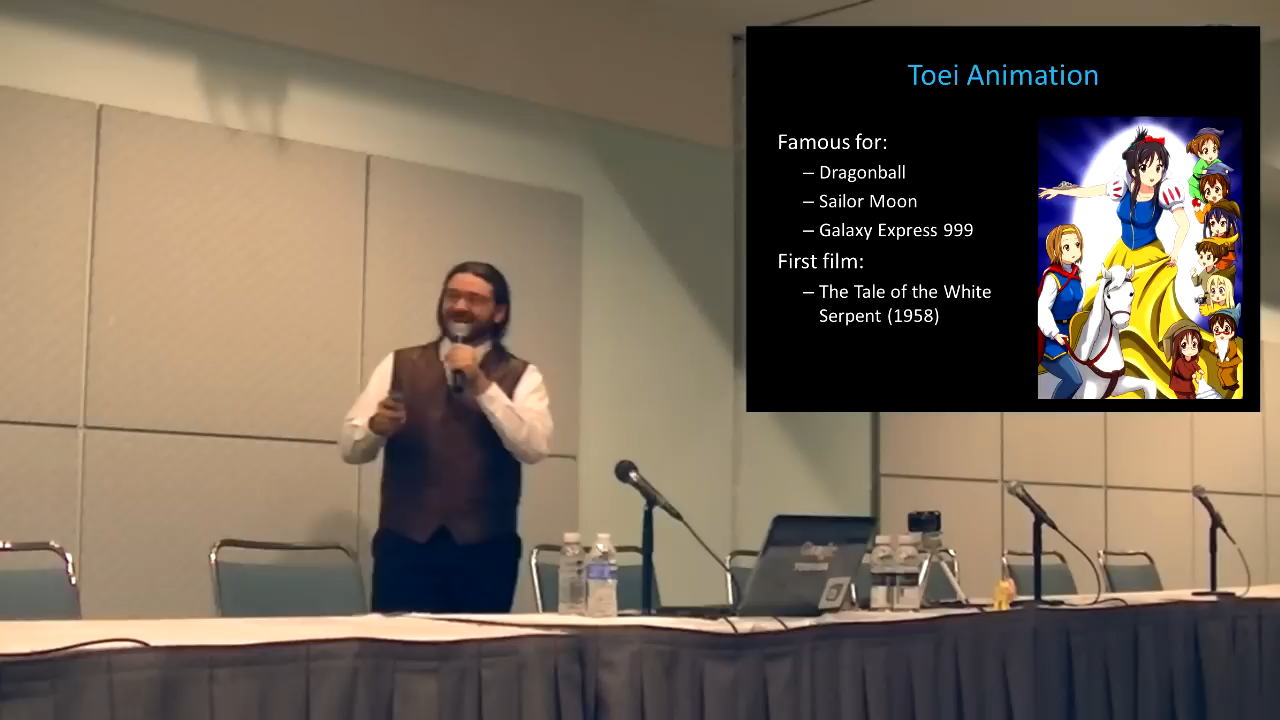 Toei Animation
Famous for:
– Dragonball
– Sailor Moon
– Galaxy Express 999
First film:
– The Tale of the White
Serpent (1958)